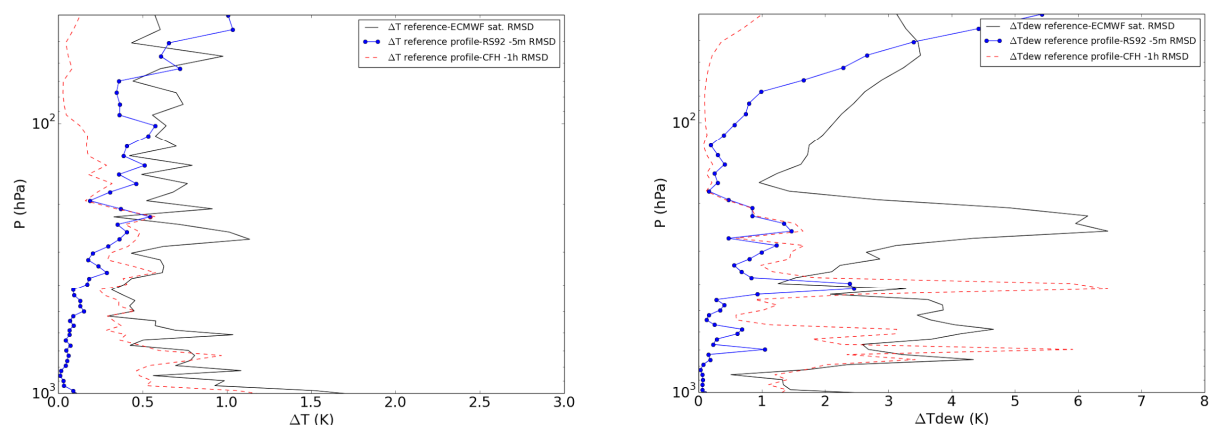 ΔT reference-ECMWF sat. RMSD
ΔT reference profile-RS92 -5m RMSD
ΔT reference profile-CFH -1h RMSD
10²
10³
P (hPa)
0.0 0.5 1.0 1.5 2.0 2.5 3.0
ΔT (K)
ΔTdew reference-ECMWF sat. RMSD
ΔTdew reference profile-RS92 -5m RMSD
ΔTdew reference profile-CFH -1h RMSD
10²
10³
P (hPa)
0 1 2 3 4 5 6 7 8
ΔTdew (K)